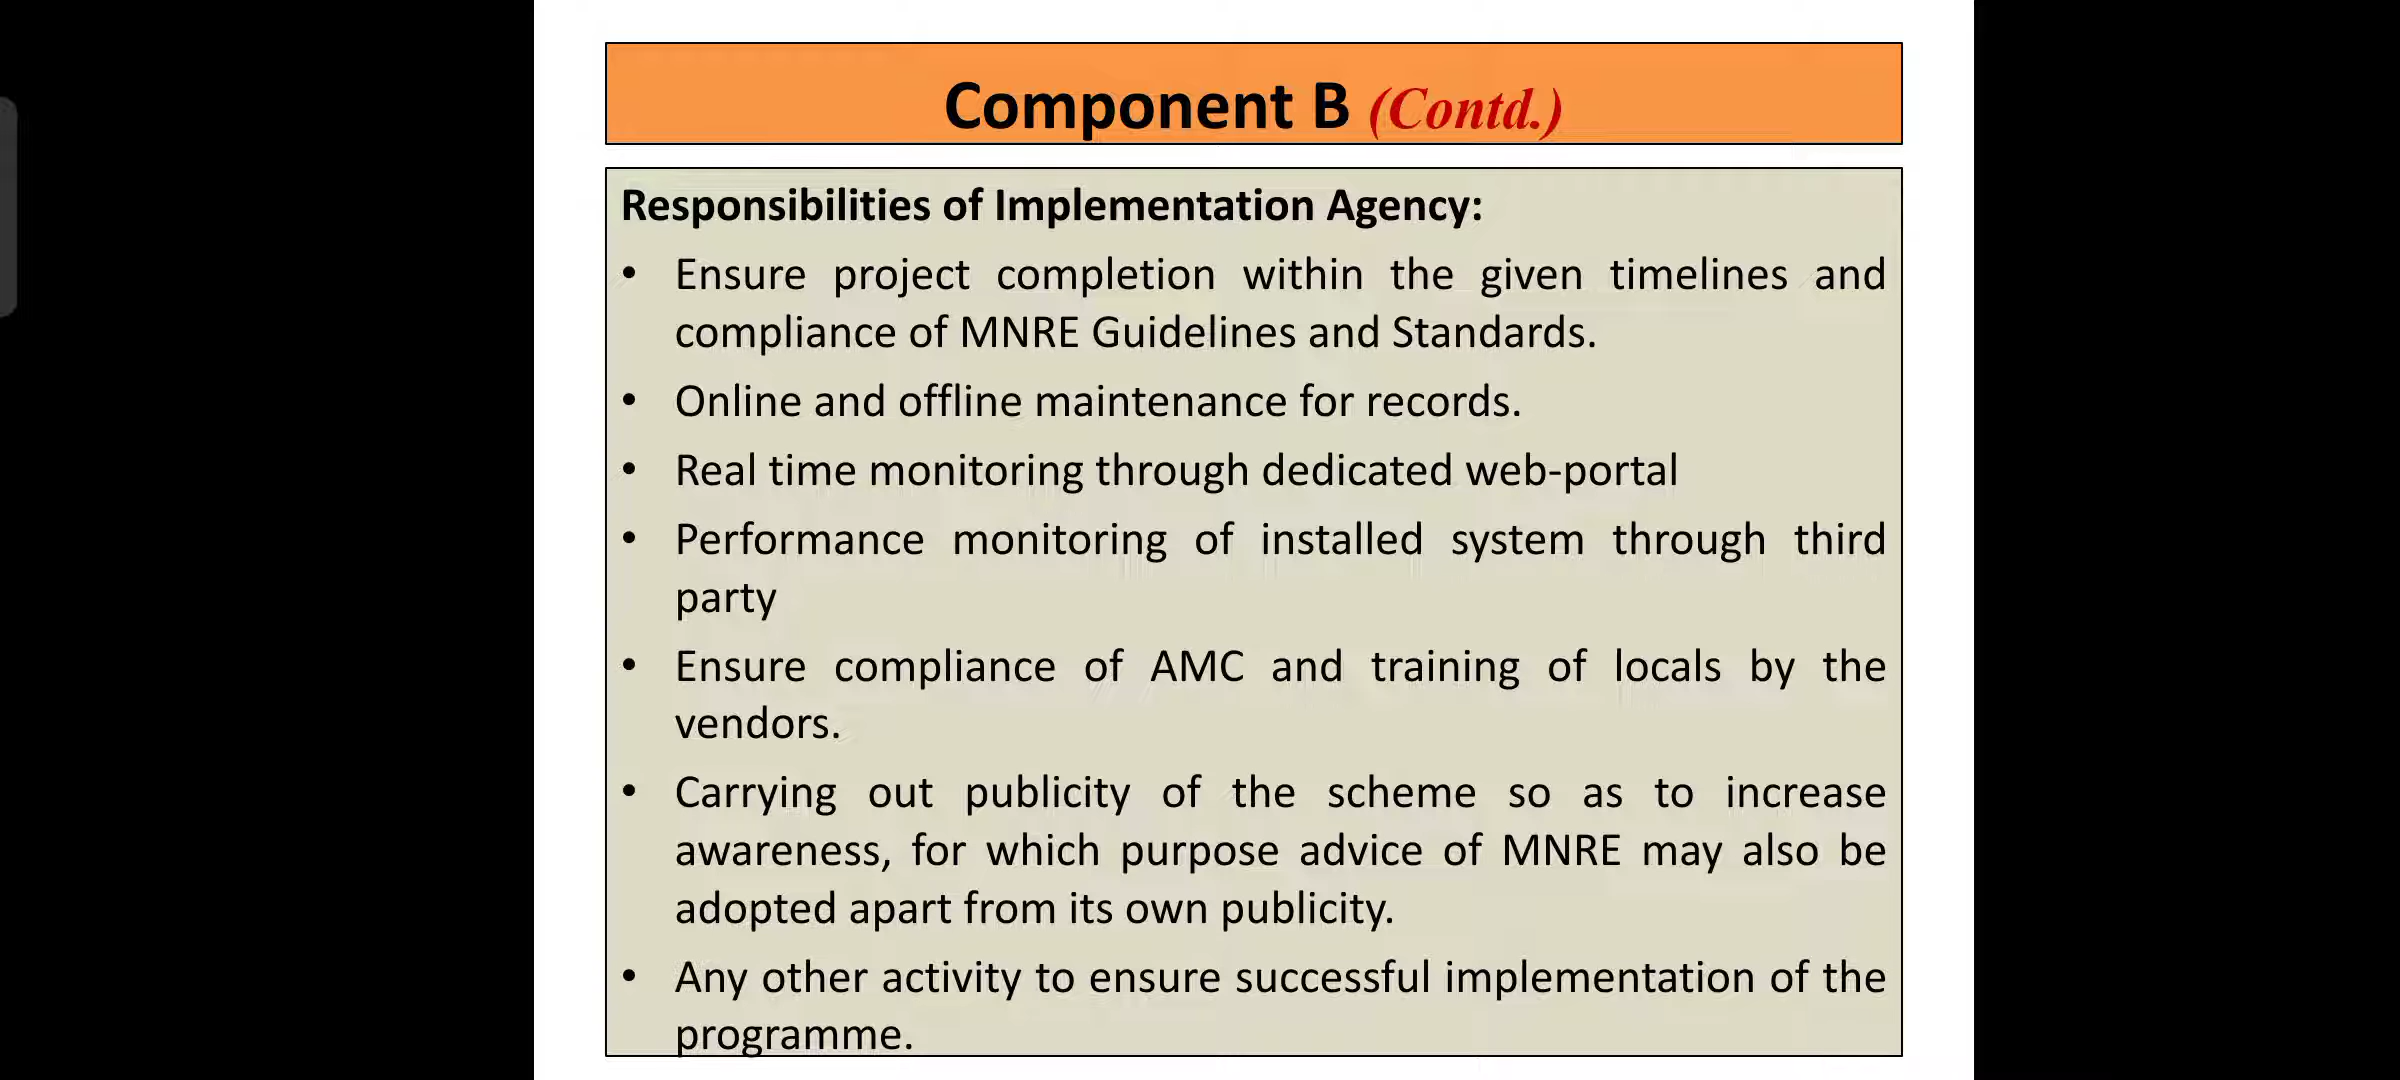 Component B (Contd.)
Responsibilities of Implementation Agency:
• Ensure project completion within the given timelines and
compliance of MNRE Guidelines and Standards.
• Online and offline maintenance for records.
• Real time monitoring through dedicated web-portal
• Performance monitoring of installed system through third
party
• Ensure compliance of AMC and training of locals by the
vendors.
• Carrying out publicity of the scheme so as to increase
awareness, for which purpose advice of MNRE may also be
adopted apart from its own publicity.
• Any other activity to ensure successful implementation of the
programme.